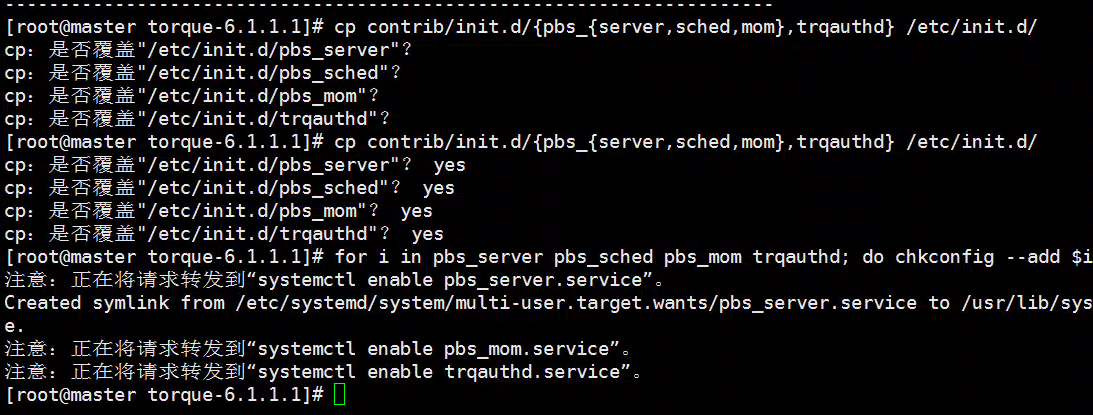 -----------------------------------------------------------------------
[root@master torque-6.1.1.1]# cp contrib/init.d/{pbs_{server,sched,mom},trqauthd} /etc/init.d/
cp：是否覆盖"/etc/init.d/pbs_server"？
cp：是否覆盖"/etc/init.d/pbs_sched"？
cp：是否覆盖"/etc/init.d/pbs_mom"？
cp：是否覆盖"/etc/init.d/trqauthd"？
[root@master torque-6.1.1.1]# cp contrib/init.d/{pbs_{server,sched,mom},trqauthd} /etc/init.d/
cp：是否覆盖"/etc/init.d/pbs_server"？ yes
cp：是否覆盖"/etc/init.d/pbs_sched"？ yes
cp：是否覆盖"/etc/init.d/pbs_mom"？ yes
cp：是否覆盖"/etc/init.d/trqauthd"？ yes
[root@master torque-6.1.1.1]# for i in pbs_server pbs_sched pbs_mom trqauthd; do chkconfig --add $i
注意：正在将请求转发到“systemctl enable pbs_server.service”。
Created symlink from /etc/systemd/system/multi-user.target.wants/pbs_server.service to /usr/lib/sys
e.
注意：正在将请求转发到“systemctl enable pbs_mom.service”。
注意：正在将请求转发到“systemctl enable trqauthd.service”。
[root@master torque-6.1.1.1]#